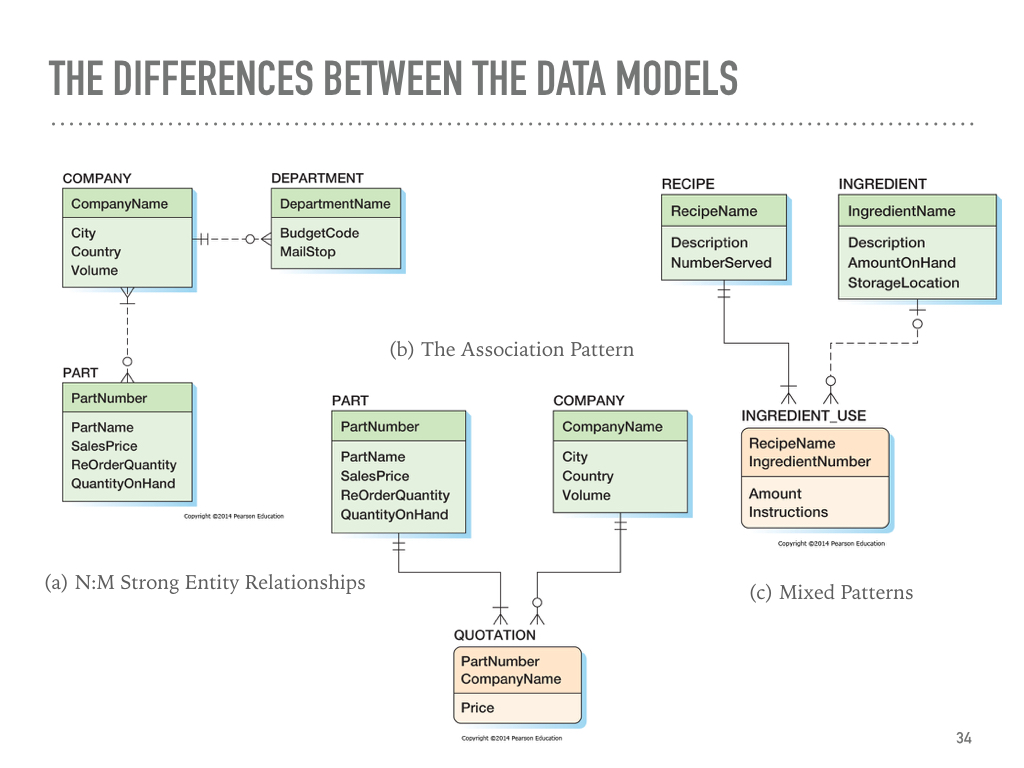 THE DIFFERENCES BETWEEN THE DATA MODELS
COMPANY
CompanyName
City
Country
Volume
DEPARTMENT
DepartmentName
BudgetCode
MailStop
PART
PartNumber
PartName
SalesPrice
ReOrderQuantity
QuantityOnHand
Copyright ©2014 Pearson Education
(a) N:M Strong Entity Relationships
(b) The Association Pattern
PART
PartNumber
PartName
SalesPrice
ReOrderQuantity
QuantityOnHand
COMPANY
CompanyName
City
Country
Volume
QUOTATION
PartNumber
CompanyName
Price
Copyright ©2014 Pearson Education
RECIPE
RecipeName
Description
NumberServed
INGREDIENT
IngredientName
Description
AmountOnHand
StorageLocation
INGREDIENT_USE
RecipeName
IngredientNumber
Amount
Instructions
Copyright ©2014 Pearson Education
(c) Mixed Patterns
34